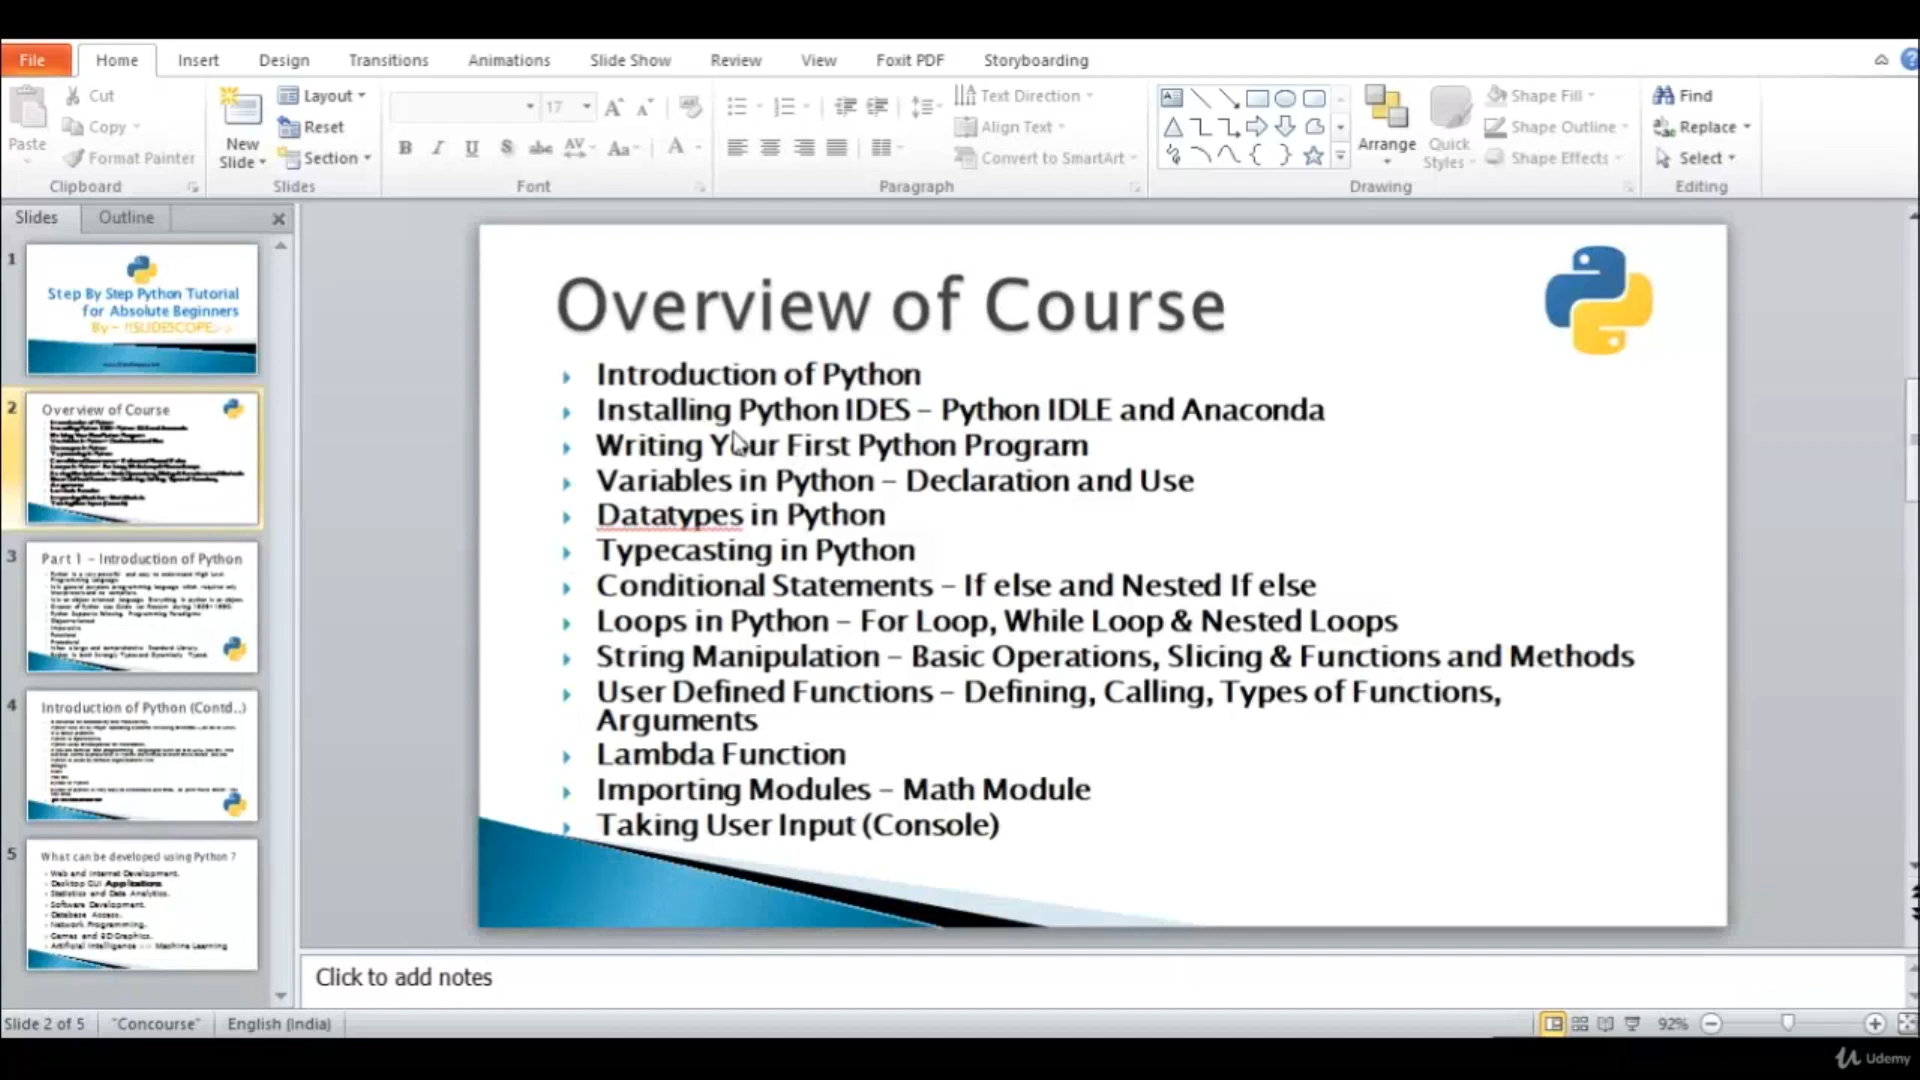 File Home Insert Design Transitions Animations Slide Show Review View Foxit PDF Storyboarding
Paste
Cut
Copy
Format Painter
Clipboard
New Slide
Layout
Reset
Section
Slides
17
Font
Text Direction
Align Text
Convert to SmartArt
Paragraph
Arrange
Quick Styles
Shape Fill
Shape Outline
Shape Effects
Drawing
Find
Replace
Select
Editing
Slides Outline
1
Step By Step Python Tutorial
for Absolute Beginners
2
Overview of Course
3
Part 1 – Introduction of Python
4
Introduction of Python (Contd..)
5
What can be developed using Python ?
Web and Internet Development.
Desktop GUI Applications.
Statistics and Data Analytics.
Software Development.
Database Access.
Network Programming.
Games and 3D Graphics.
Artificial Intelligence Machine Learning
Overview of Course
Introduction of Python
Installing Python IDES – Python IDLE and Anaconda
Writing Your First Python Program
Variables in Python – Declaration and Use
Datatypes in Python
Typecasting in Python
Conditional Statements – If else and Nested If else
Loops in Python – For Loop, While Loop & Nested Loops
String Manipulation – Basic Operations, Slicing & Functions and Methods
User Defined Functions – Defining, Calling, Types of Functions,
Arguments
Lambda Function
Importing Modules – Math Module
Taking User Input (Console)
Click to add notes
Slide 2 of 5 "Concourse" English (India) 92%
Udemy